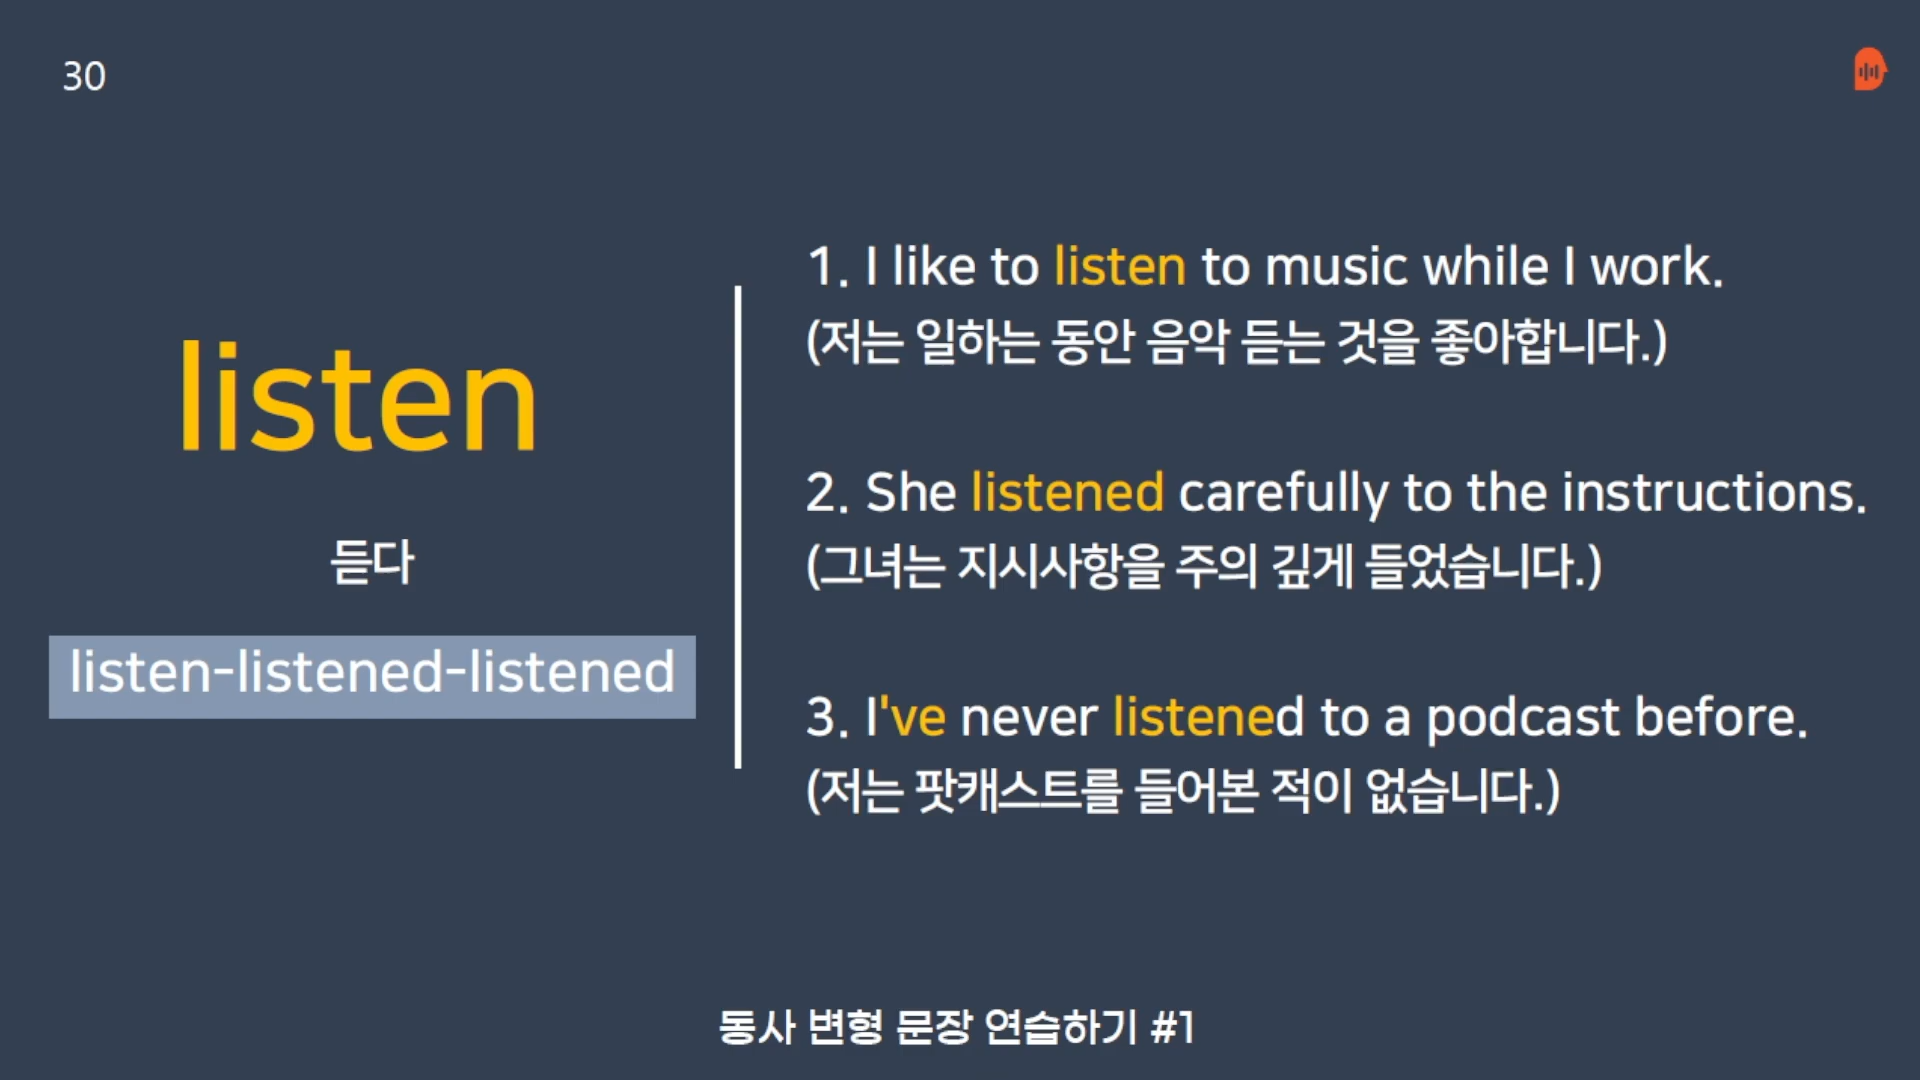 30
listen
듣다
listen-listened-listened
1. I like to listen to music while I work.
(저는 일하는 동안 음악 듣는 것을 좋아합니다.)
2. She listened carefully to the instructions.
(그녀는 지시사항을 주의 깊게 들었습니다.)
3. I've never listened to a podcast before.
(저는 팟캐스트를 들어본 적이 없습니다.)
동사 변형 문장 연습하기 #1